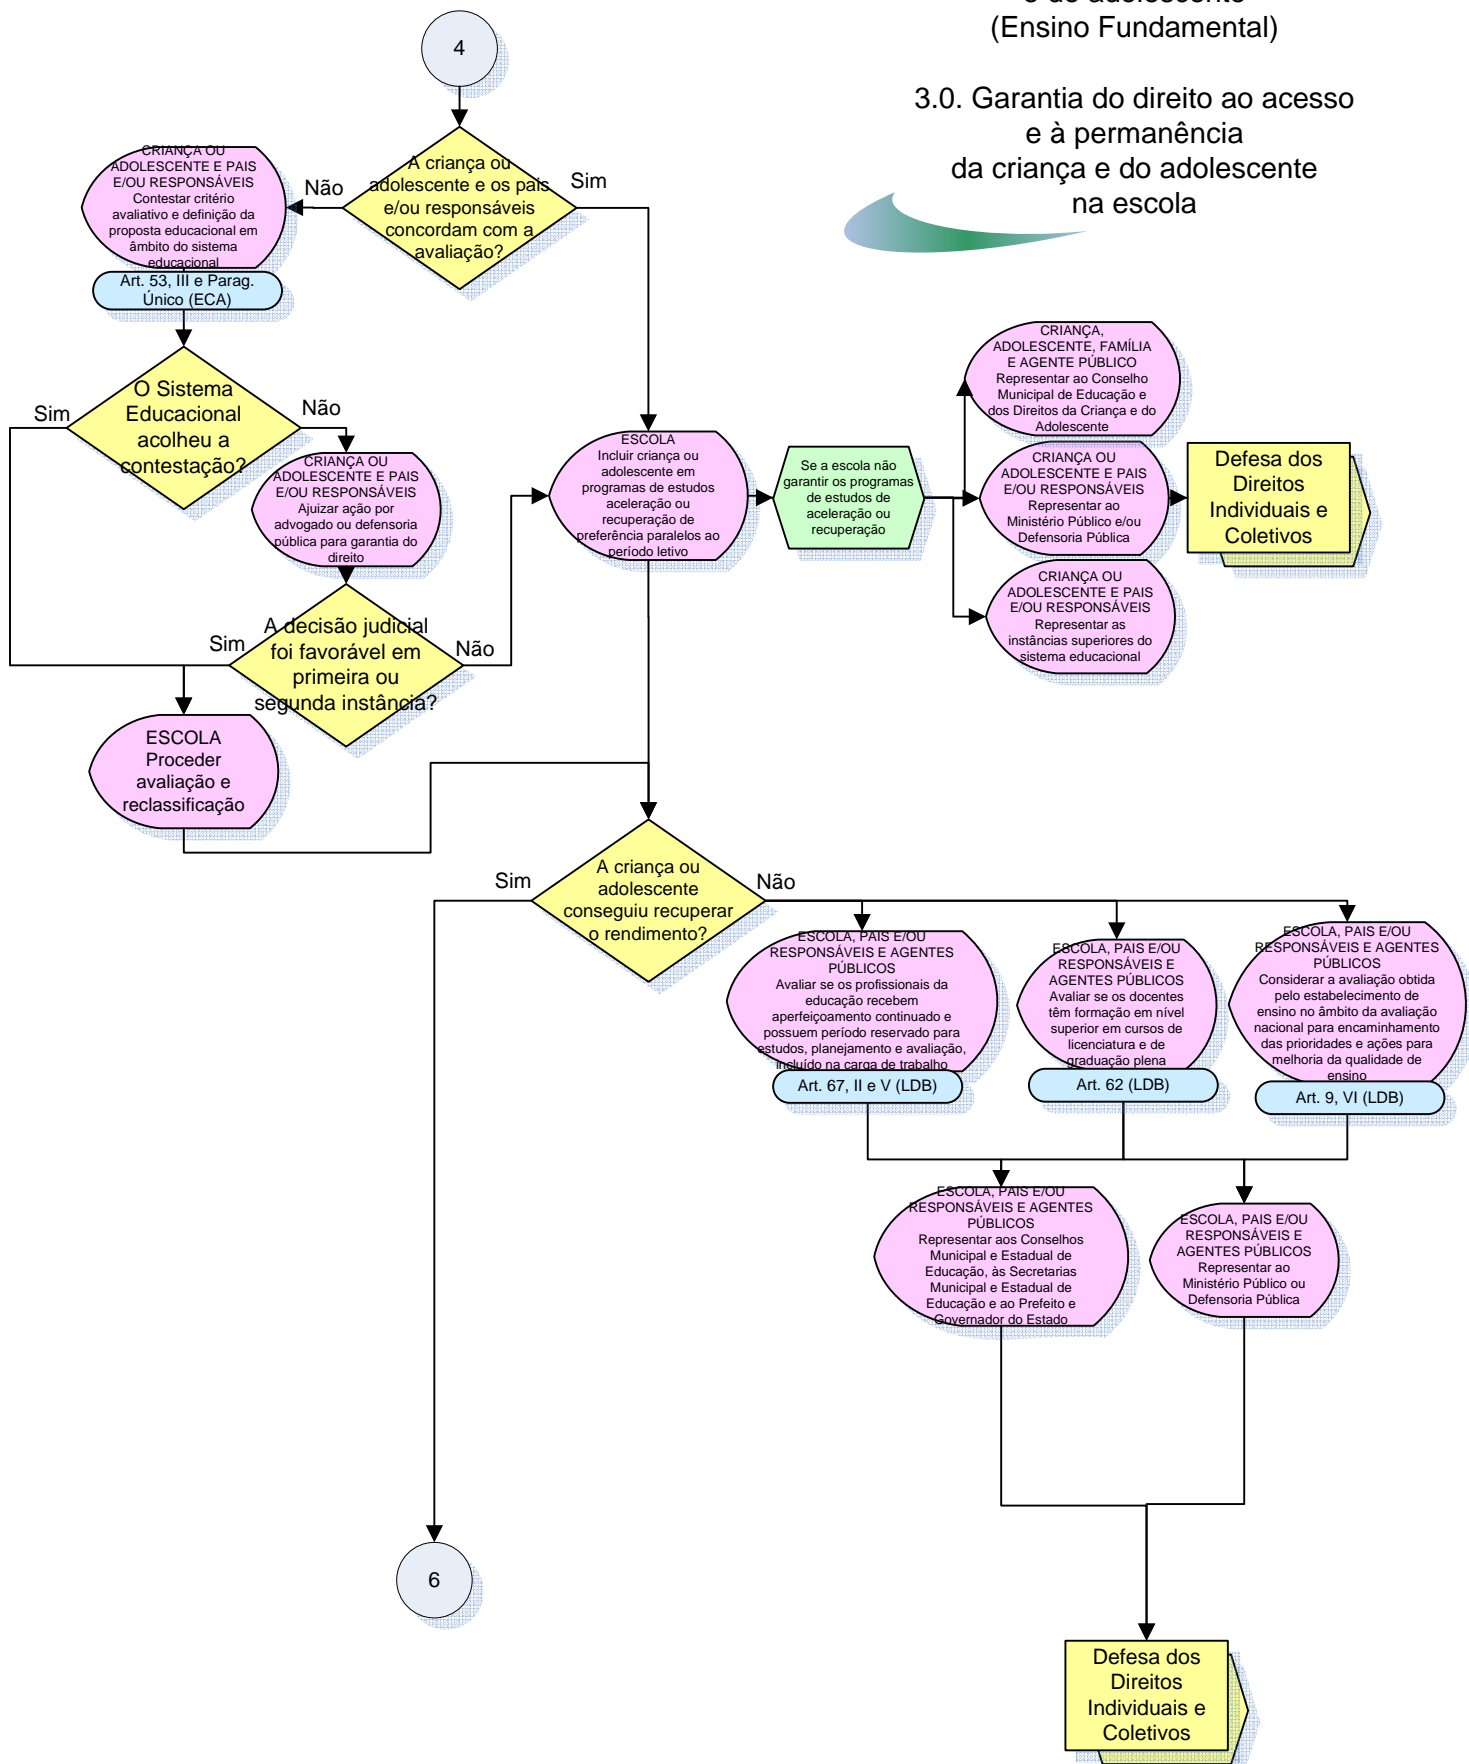 e do adolescente
(Ensino Fundamental)
3.0. Garantia do direito ao acesso
e à permanência
da criança e do adolescente
na escola
4
A criança ou
adolescente e os pais
e/ou responsáveis
concordam com a
avaliação?
Não
Sim
CRIANÇA OU
ADOLESCENTE E PAIS
E/OU RESPONSÁVEIS
Contestar critério
avaliativo e definição da
proposta educacional em
âmbito do sistema
educacional
Art. 53, III e Parag.
Único (ECA)
O Sistema
Educacional
acolheu a
contestação?
Sim
Não
CRIANÇA OU
ADOLESCENTE E PAIS
E/OU RESPONSÁVEIS
Ajuizar ação por
advogado ou defensoria
pública para garantia do
direito
A decisão judicial
foi favorável em
primeira ou
segunda instância?
Sim
Não
ESCOLA
Proceder
avaliação e
reclassificação
ESCOLA
Incluir criança ou
adolescente em
programas de estudos
aceleração ou
recuperação de
preferência paralelos ao
período letivo
Se a escola não
garantir os programas
de estudos de
aceleração ou
recuperação
CRIANÇA,
ADOLESCENTE, FAMÍLIA
E AGENTE PÚBLICO
Representar ao Conselho
Municipal de Educação e
dos Direitos da Criança e do
Adolescente
CRIANÇA OU
ADOLESCENTE E PAIS
E/OU RESPONSÁVEIS
Representar ao
Ministério Público e/ou
Defensoria Pública
Defesa dos
Direitos
Individuais e
Coletivos
CRIANÇA OU
ADOLESCENTE E PAIS
E/OU RESPONSÁVEIS
Representar as
instâncias superiores do
sistema educacional
A criança ou
adolescente
conseguiu recuperar
o rendimento?
Sim
Não
ESCOLA, PAIS E/OU
RESPONSÁVEIS E AGENTES
PÚBLICOS
Avaliar se os profissionais da
educação recebem
aperfeiçoamento continuado e
possuem período reservado para
estudos, planejamento e avaliação,
incluído na carga de trabalho
Art. 67, II e V (LDB)
ESCOLA, PAIS E/OU
RESPONSÁVEIS E
AGENTES PÚBLICOS
Avaliar se os docentes
têm formação em nível
superior em cursos de
licenciatura e de
graduação plena
Art. 62 (LDB)
ESCOLA, PAIS E/OU
RESPONSÁVEIS E AGENTES
PÚBLICOS
Considerar a avaliação obtida
pelo estabelecimento de
ensino no âmbito da avaliação
nacional para encaminhamento
das prioridades e ações para
melhoria da qualidade de
ensino
Art. 9, VI (LDB)
ESCOLA, PAIS E/OU
RESPONSÁVEIS E AGENTES
PÚBLICOS
Representar aos Conselhos
Municipal e Estadual de
Educação, às Secretarias
Municipal e Estadual de
Educação e ao Prefeito e
Governador do Estado
ESCOLA, PAIS E/OU
RESPONSÁVEIS E
AGENTES PÚBLICOS
Representar ao
Ministério Público ou
Defensoria Pública
6
Defesa dos
Direitos
Individuais e
Coletivos